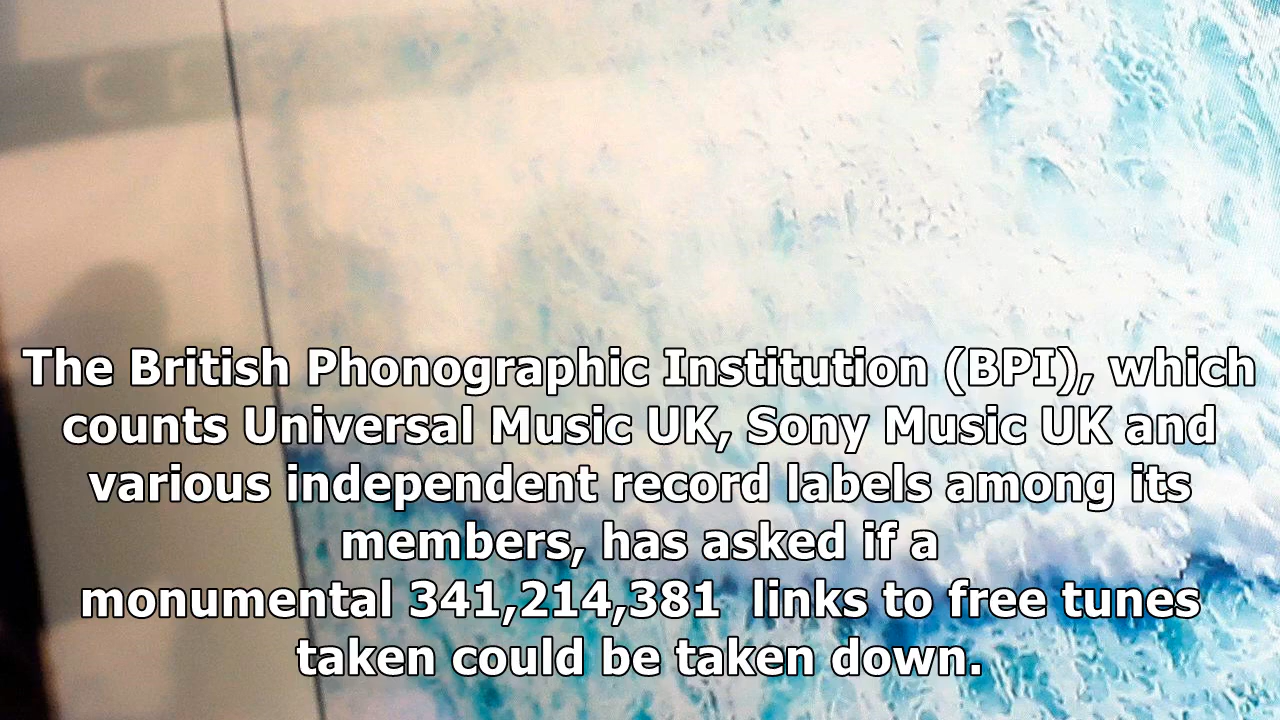 The British Phonographic Institution (BPI), which
counts Universal Music UK, Sony Music UK and
various independent record labels among its
members, has asked if a
monumental 341,214,381  links to free tunes
taken could be taken down.